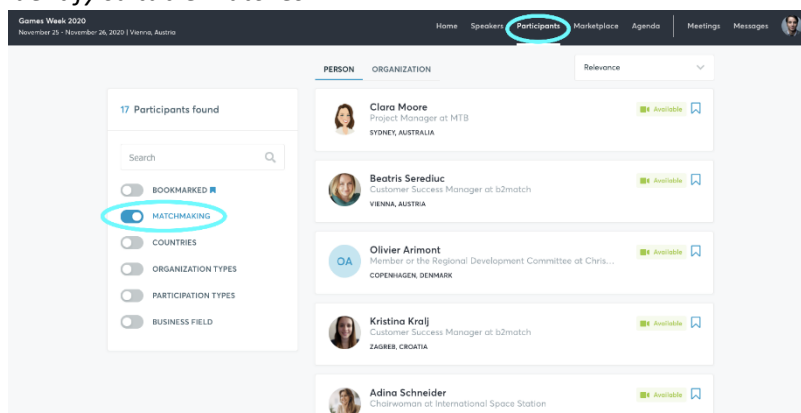 Games Week 2020
November 25 - November 26, 2020 | Vienna, Austria
Home Speakers Participants Marketplace Agenda Meetings Messages
PERSON ORGANIZATION
Relevance
17 Participants found
Search
BOOKMARKED
MATCHMAKING
COUNTRIES
ORGANIZATION TYPES
PARTICIPATION TYPES
BUSINESS FIELD
Clara Moore
Project Manager at MTB
SYDNEY, AUSTRALIA
Available
Beatris Serediuc
Customer Success Manager at b2match
VIENNA, AUSTRIA
Available
OA
Olivier Arimont
Member or the Regional Development Committee at Chris...
COPENHAGEN, DENMARK
Available
Kristina Kralj
Customer Success Manager at b2match
ZAGREB, CROATIA
Available
Adina Schneider
Chairwoman at International Space Station
Available